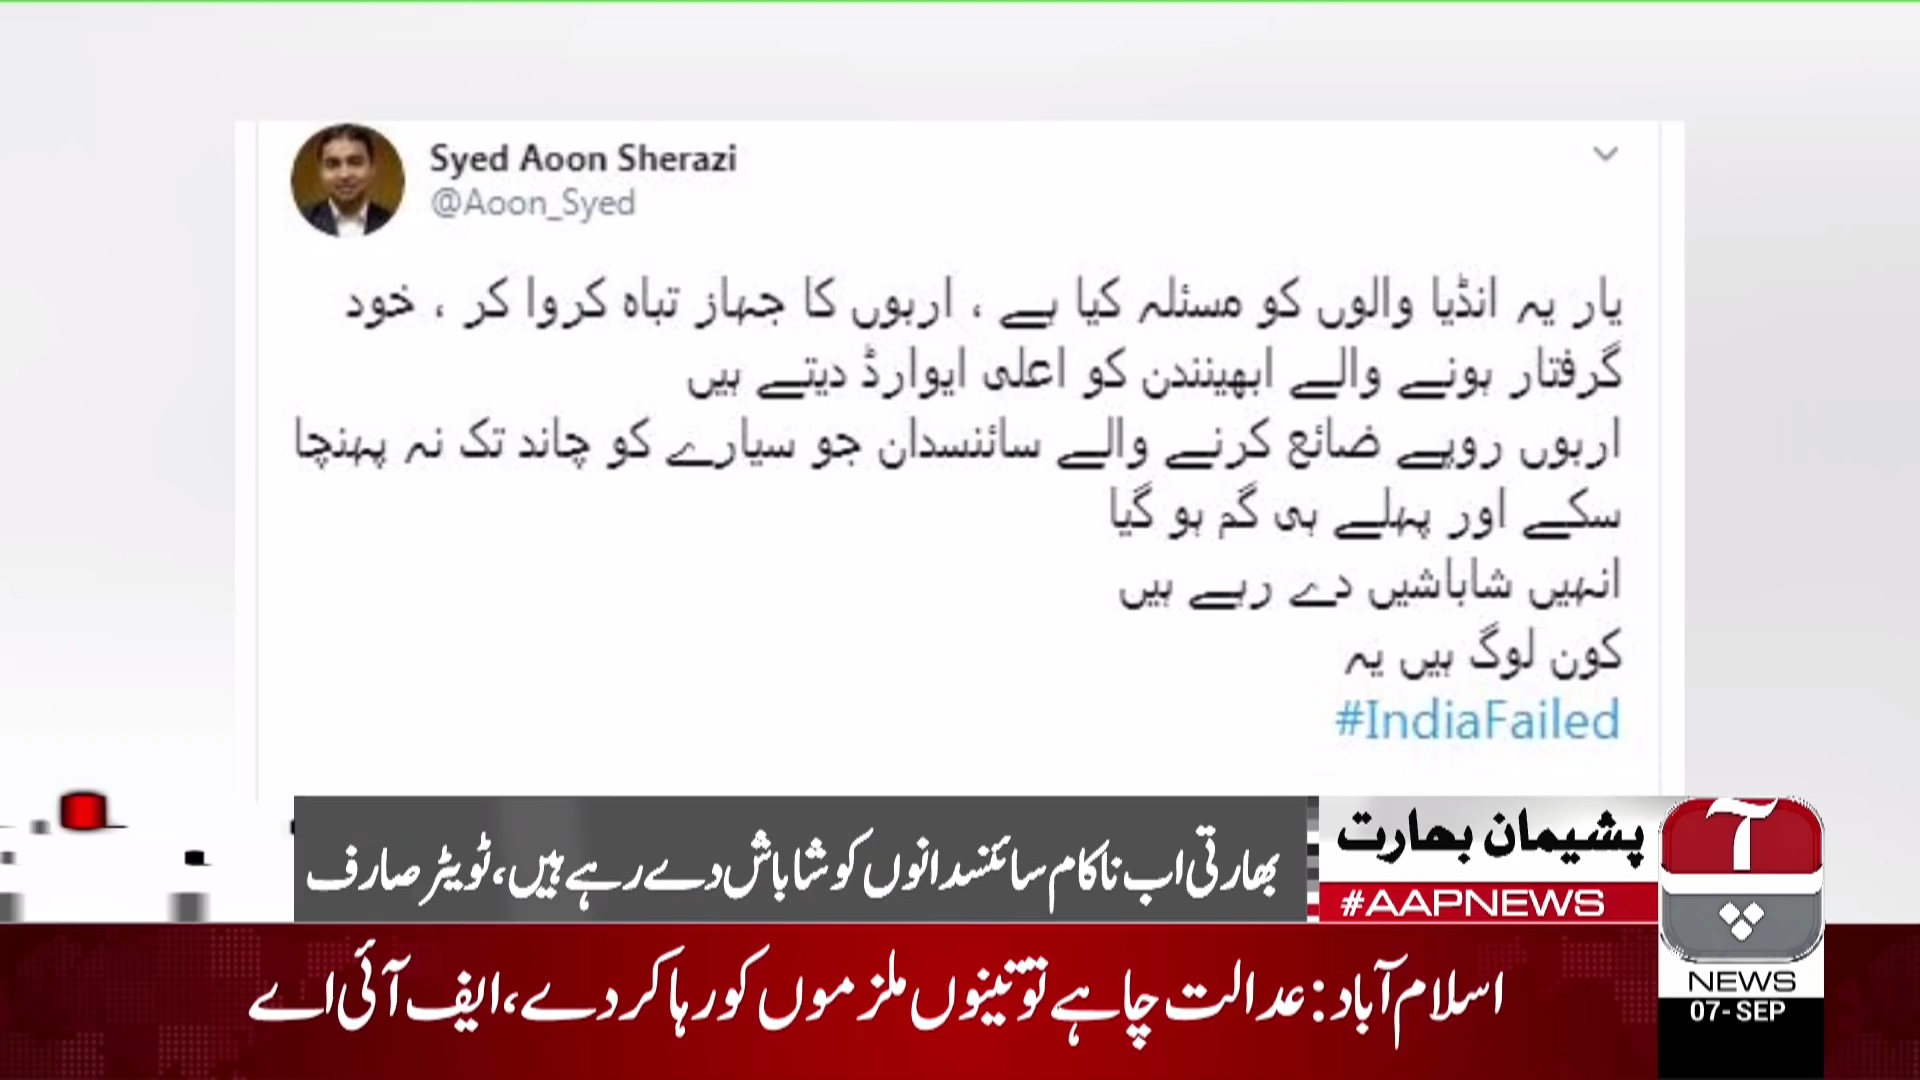 Syed Aoon Sherazi
@Aoon_Syed
یار یہ انڈیا والوں کو مسئلہ کیا ہے ، اربوں کا جہاز تباہ کروا کر ، خود
گرفتار ہونے والے ابھینندن کو اعلی ایوارڈ دیتے ہیں
اربوں روپے ضائع کرنے والے سائنسدان جو سیارے کو چاند تک نہ پہنچا
سکے اور پہلے ہی گم ہو گیا
انہیں شاباشیں دے رہے ہیں
کون لوگ ہیں یہ
#IndiaFailed
پشیمان بھارت
#AAPNEWS
بھارتی اب ناکام سائنسدانوں کو شاباش دے رہے ہیں، ٹویٹر صارف
اسلام آباد: عدالت چاہے تو تینوں ملزموں کو رہا کر دے، ایف آئی اے
آپ
NEWS
07- SEP